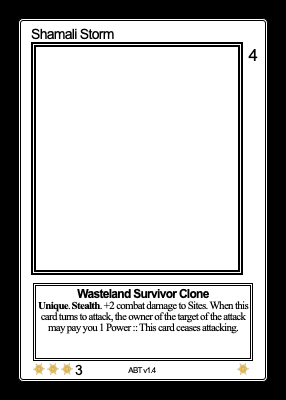 Shamali Storm
4
Wasteland Survivor Clone
Unique. Stealth. +2 combat damage to Sites. When this
card turns to attack, the owner of the target of the attack
may pay you 1 Power :: This card ceases attacking.
3
ABT v1.4